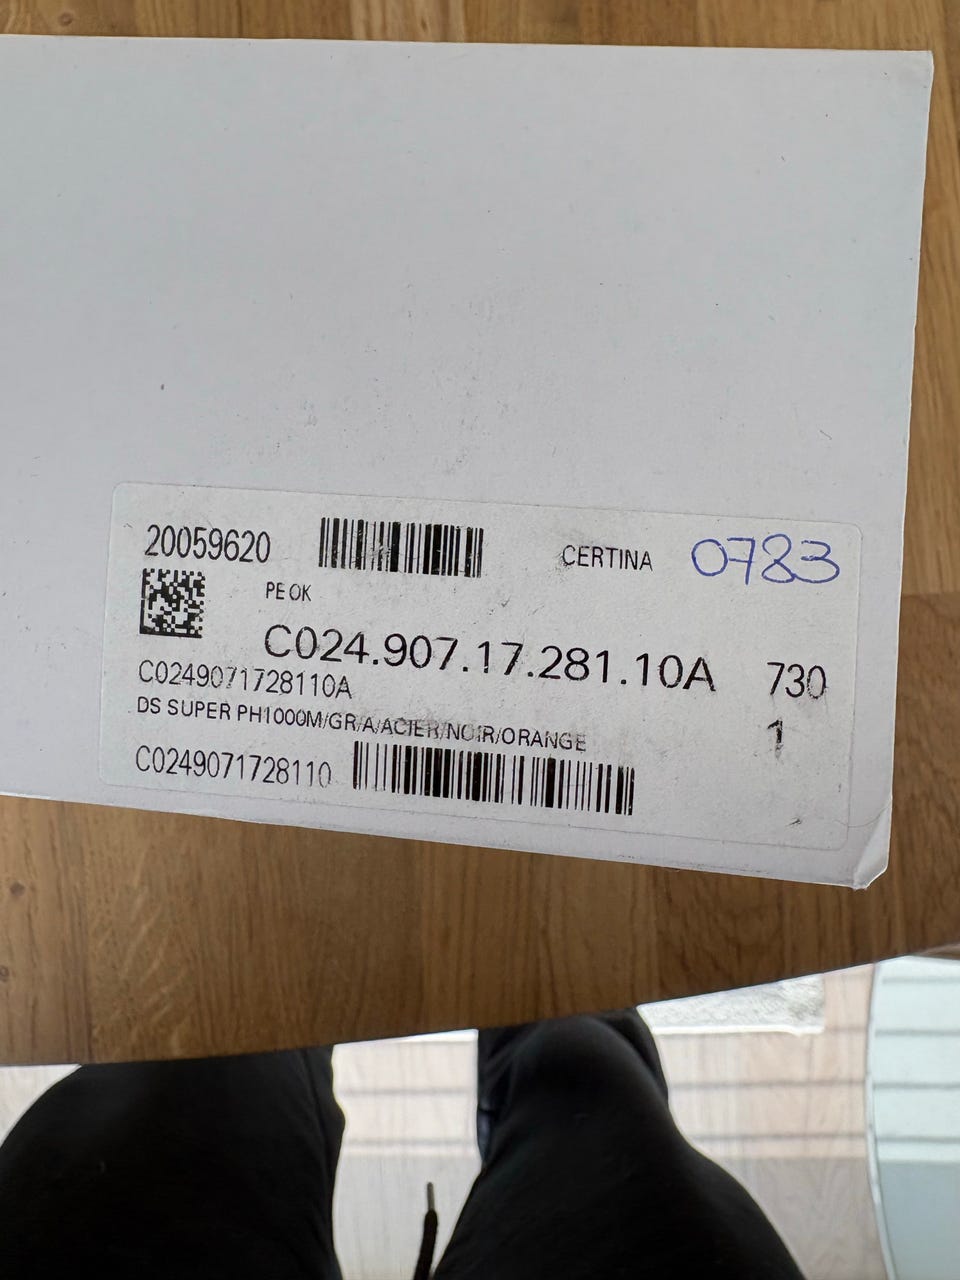 20059620 CERTINA 0783
PE OK
C024.907.17.281.10A 730
C0249071728110A
DS SUPER PH1000M/GR/A/ACIER/NOIR/ORANGE 1
C0249071728110